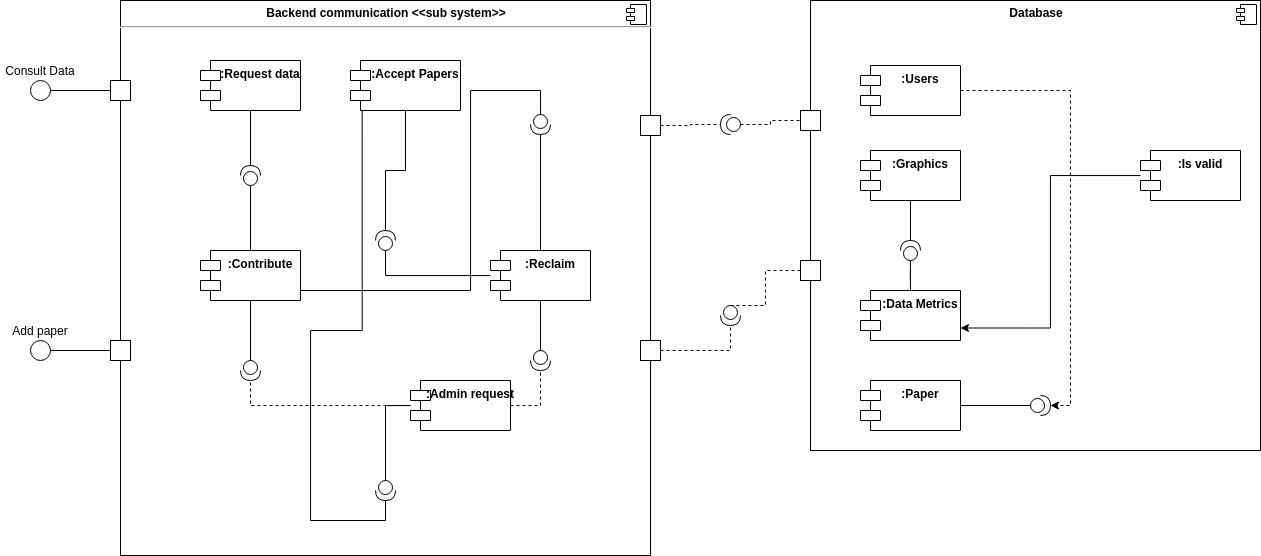 Backend communication <<sub system>>
Database
Consult Data
:Request data
:Accept Papers
:Users
:Graphics
:Is valid
:Contribute
:Reclaim
:Data Metrics
Add paper
:Admin request
:Paper